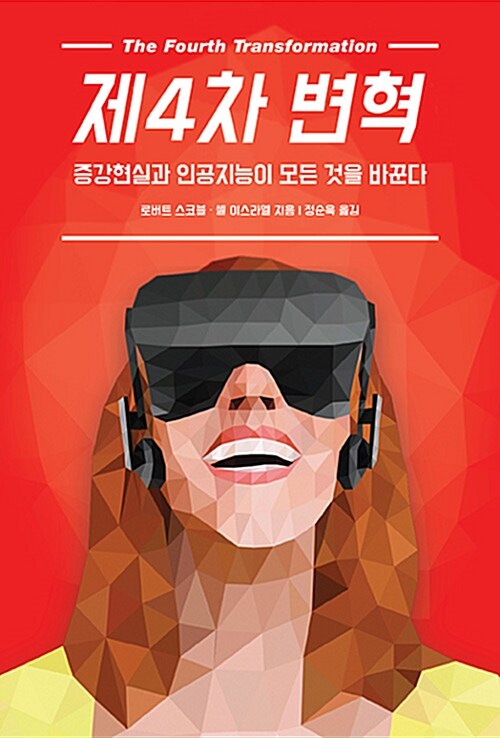 The Fourth Transformation
제4차 변혁
증강현실과 인공지능이 모든 것을 바꾼다
로버트 스코블 · 셸 이스라엘 지음 | 정순욱 옮김